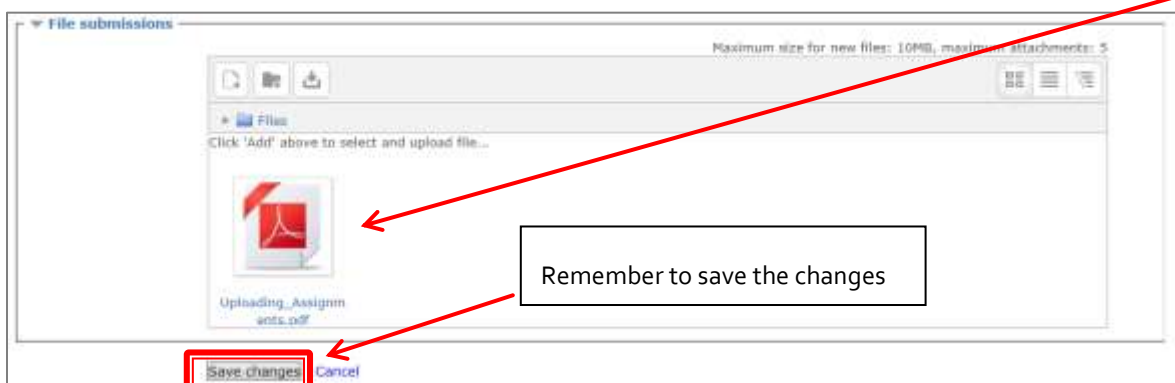 File submissions
Maximum size for new files: 10MB, maximum attachments: 5
Files
Click 'Add' above to select and upload file...
Uploading_Assignm
ents.pdf
Remember to save the changes
Save changes Cancel